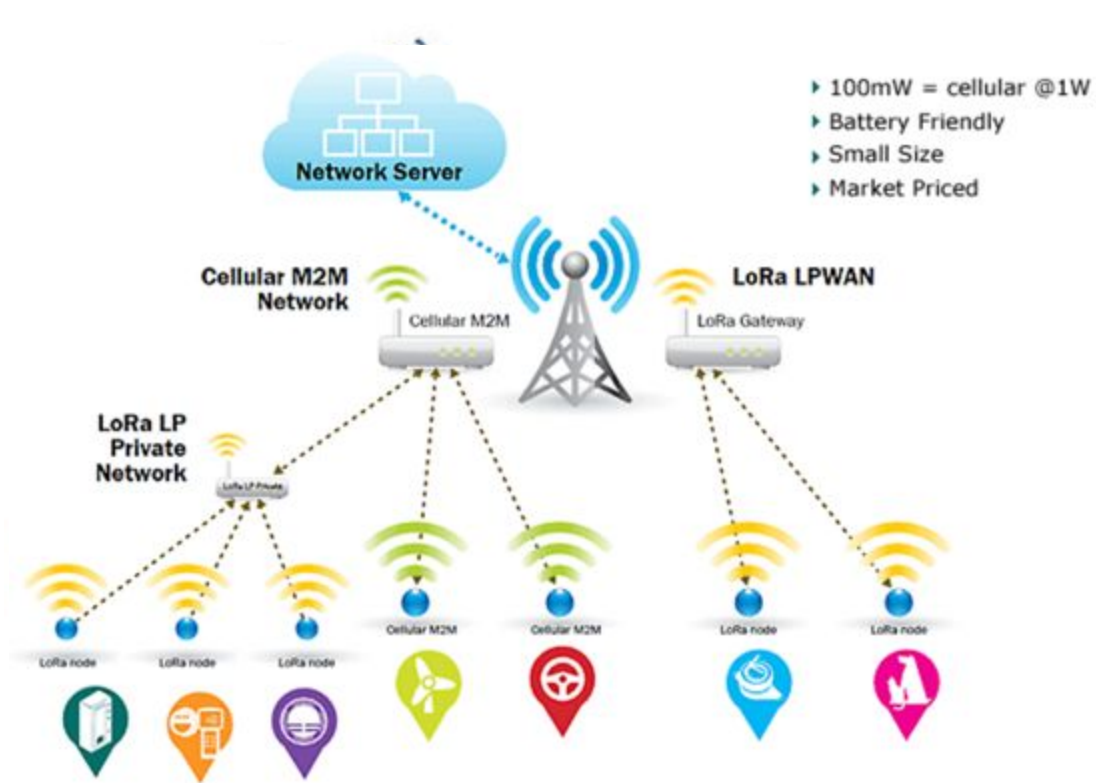 100mW = cellular @1W
Battery Friendly
Small Size
Market Priced
Network Server
Cellular M2M
Network
Cellular M2M
LoRa LPWAN
LoRa Gateway
LoRa LP
Private
Network
LoRa LP Private
LoRa node
LoRa node
LoRa node
Cellular M2M
Cellular M2M
LoRa node
LoRa node